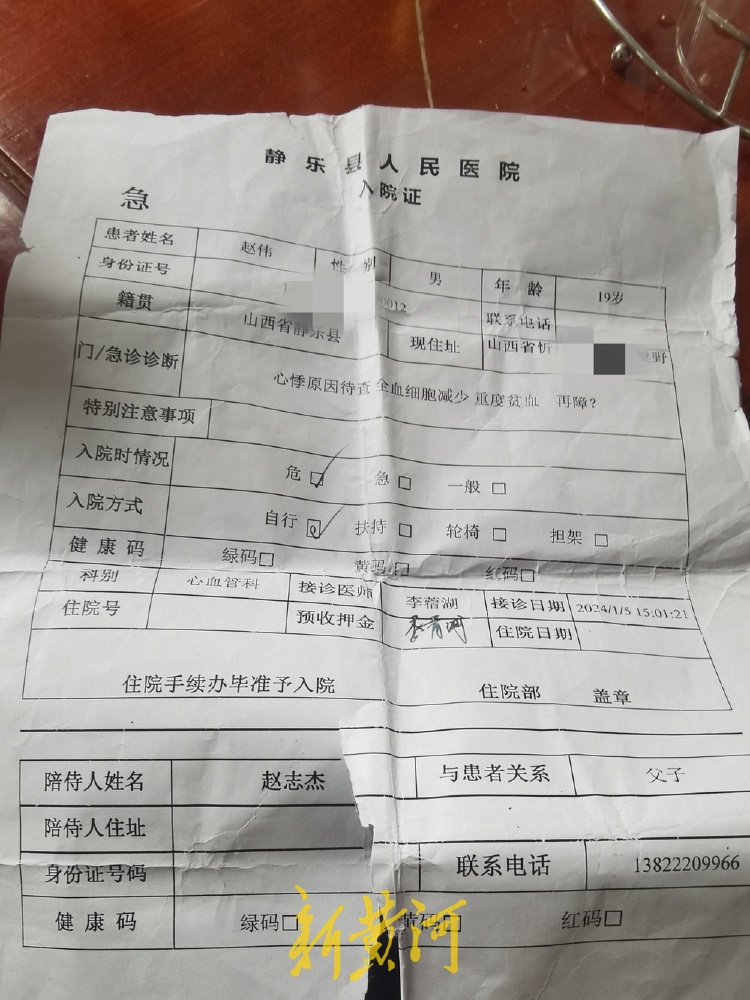 静乐县人民医院
急 入院证
患者姓名 赵伟 性别 男 年龄 19岁
身份证号 1 0012 联系电话
籍贯 山西省静乐县 现住址 山西省忻 野
门/急诊诊断 心悸原因待查 全血细胞减少 重度贫血 再障?
特别注意事项
入院时情况 危☑ 急□ 一般□
入院方式 自行☑ 扶持□ 轮椅□ 担架□
健康码 绿码□ 黄码□ 红码□
科别 心血管科 接诊医师 李蓿湖 接诊日期 2024/1/5 15:01:21
住院号 预收押金 住院日期
住院手续办毕准予入院 住院部 盖章
陪侍人姓名 赵志杰 与患者关系 父子
陪侍人住址
身份证号码 联系电话 13822209966
健康码 绿码□ 黄码□ 红码□
新黄河